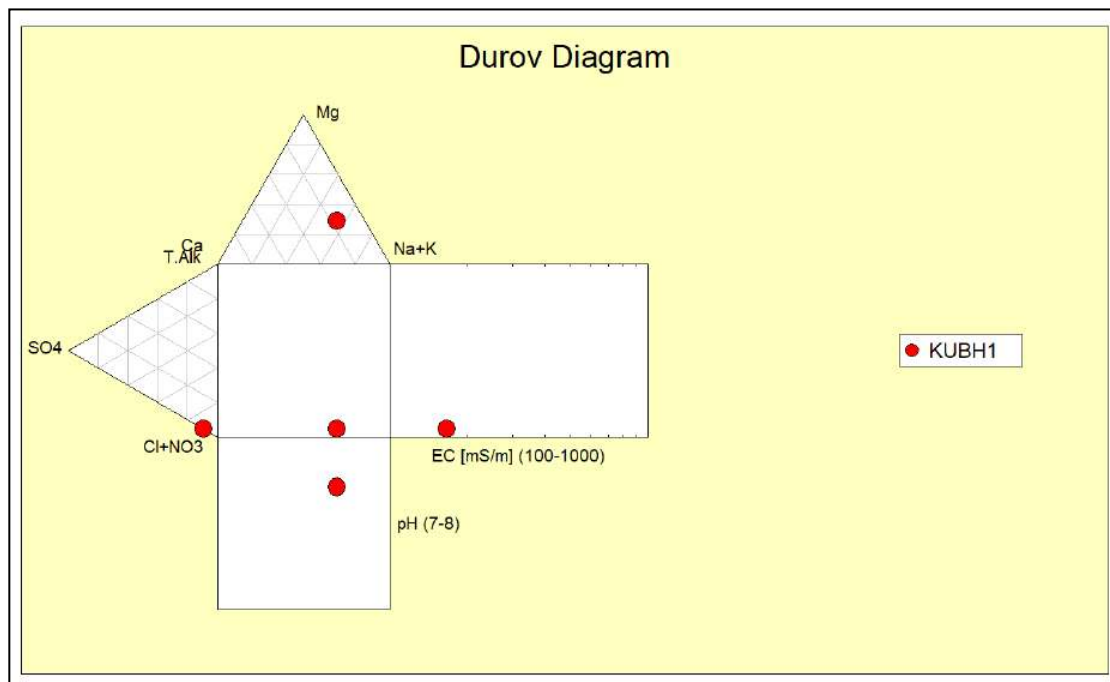 Durov Diagram
Mg
Ca
Na+K
T.Alk
SO4
KUBH1
Cl+NO3
EC [mS/m] (100-1000)
pH (7-8)